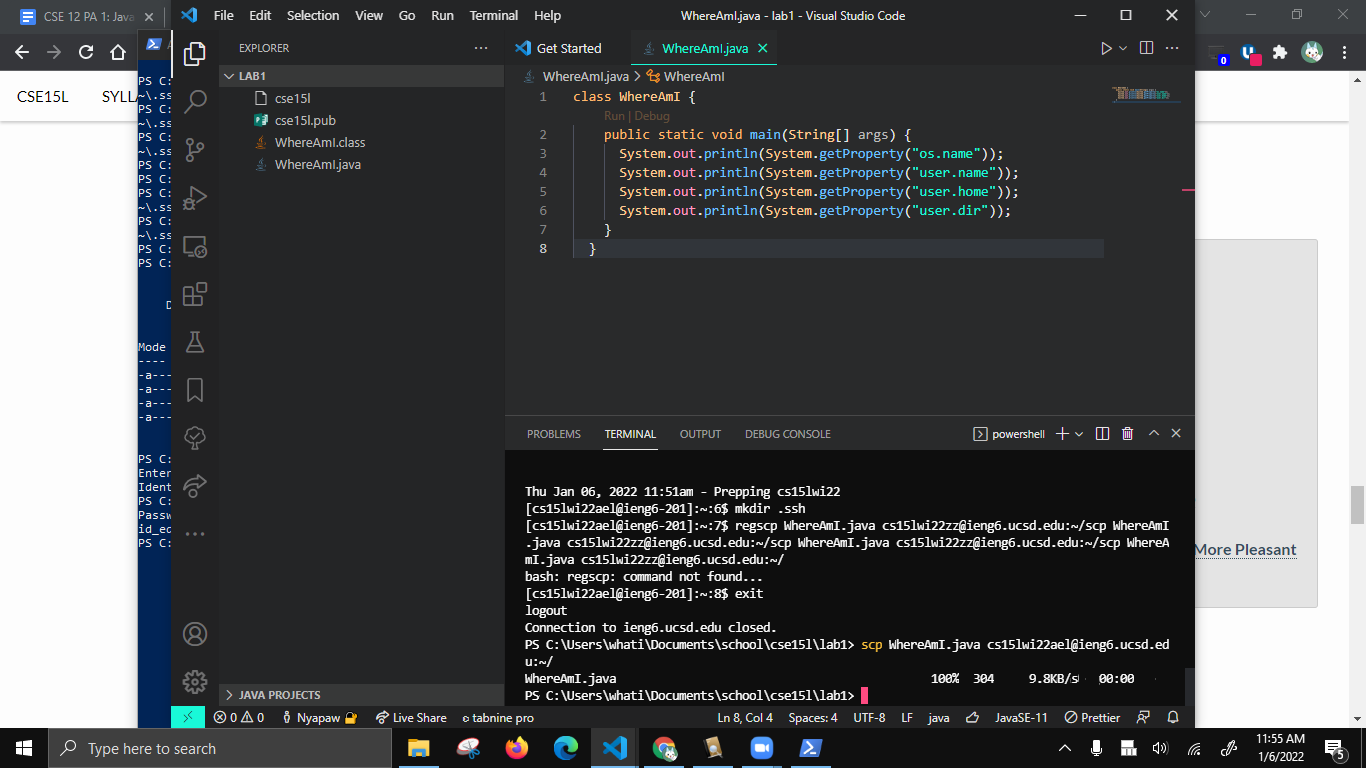 CSE 12 PA 1: Java
File Edit Selection View Go Run Terminal Help
WhereAmI.java - lab1 - Visual Studio Code
CSE15L SYLLA
EXPLORER
LAB1
cse15l
cse15l.pub
WhereAmI.class
WhereAmI.java
JAVA PROJECTS
Get Started WhereAmI.java
WhereAmI.java > WhereAmI
1 class WhereAmI {
Run | Debug
2 public static void main(String[] args) {
3 System.out.println(System.getProperty("os.name"));
4 System.out.println(System.getProperty("user.name"));
5 System.out.println(System.getProperty("user.home"));
6 System.out.println(System.getProperty("user.dir"));
7 }
8 }
PROBLEMS TERMINAL OUTPUT DEBUG CONSOLE
powershell
Thu Jan 06, 2022 11:51am - Prepping cs15lwi22
[cs15lwi22ael@ieng6-201]:~:6$ mkdir .ssh
[cs15lwi22ael@ieng6-201]:~:7$ regscp WhereAmI.java cs15lwi22zz@ieng6.ucsd.edu:~/scp WhereAmI
.java cs15lwi22zz@ieng6.ucsd.edu:~/scp WhereAmI.java cs15lwi22zz@ieng6.ucsd.edu:~/scp WhereA
mI.java cs15lwi22zz@ieng6.ucsd.edu:~/
bash: regscp: command not found...
[cs15lwi22ael@ieng6-201]:~:8$ exit
logout
Connection to ieng6.ucsd.edu closed.
PS C:\Users\whati\Documents\school\cse15l\lab1> scp WhereAmI.java cs15lwi22ael@ieng6.ucsd.ed
u:~/
WhereAmI.java 100% 304 9.8KB/s 00:00
PS C:\Users\whati\Documents\school\cse15l\lab1>
PS C:
~\.ss
PS C:
~\.ss
PS C:
~\.ss
PS C:
PS C:
PS C:
~\.ss
PS C:
~\.ss
PS C:
PS C:
D
Mode
----
-a---
-a---
-a---
-a---
PS C:
Enter
Ident
PS C:
Passw
id_ed
PS C:
More Pleasant
0
0 0 Nyapaw Live Share tabnine pro Ln 8, Col 4 Spaces: 4 UTF-8 LF java JavaSE-11 Prettier
Type here to search
11:55 AM
1/6/2022
5